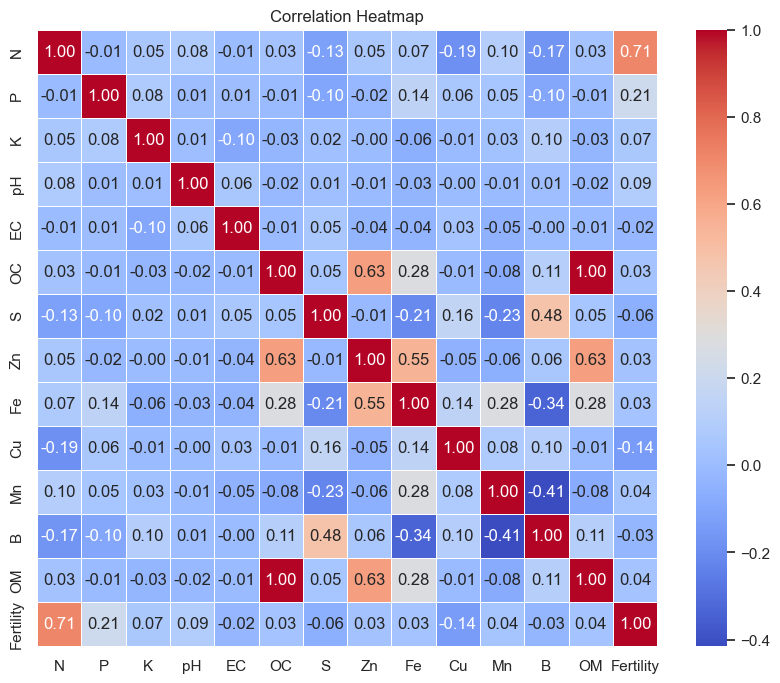 Correlation Heatmap
N 1.00 -0.01 0.05 0.08 -0.01 0.03 -0.13 0.05 0.07 -0.19 0.10 -0.17 0.03 0.71
P -0.01 1.00 0.08 0.01 0.01 -0.01 -0.10 -0.02 0.14 0.06 0.05 -0.10 -0.01 0.21
K 0.05 0.08 1.00 0.01 -0.10 -0.03 0.02 -0.00 -0.06 -0.01 0.03 0.10 -0.03 0.07
pH 0.08 0.01 0.01 1.00 0.06 -0.02 0.01 -0.01 -0.03 -0.00 -0.01 0.01 -0.02 0.09
EC -0.01 0.01 -0.10 0.06 1.00 -0.01 0.05 -0.04 -0.04 0.03 -0.05 -0.00 -0.01 -0.02
OC 0.03 -0.01 -0.03 -0.02 -0.01 1.00 0.05 0.63 0.28 -0.01 -0.08 0.11 1.00 0.03
S -0.13 -0.10 0.02 0.01 0.05 0.05 1.00 -0.01 -0.21 0.16 -0.23 0.48 0.05 -0.06
Zn 0.05 -0.02 -0.00 -0.01 -0.04 0.63 -0.01 1.00 0.55 -0.05 -0.06 0.06 0.63 0.03
Fe 0.07 0.14 -0.06 -0.03 -0.04 0.28 -0.21 0.55 1.00 0.14 0.28 -0.34 0.28 0.03
Cu -0.19 0.06 -0.01 -0.00 0.03 -0.01 0.16 -0.05 0.14 1.00 0.08 0.10 -0.01 -0.14
Mn 0.10 0.05 0.03 -0.01 -0.05 -0.08 -0.23 -0.06 0.28 0.08 1.00 -0.41 -0.08 0.04
B -0.17 -0.10 0.10 0.01 -0.00 0.11 0.48 0.06 -0.34 0.10 -0.41 1.00 0.11 -0.03
OM 0.03 -0.01 -0.03 -0.02 -0.01 1.00 0.05 0.63 0.28 -0.01 -0.08 0.11 1.00 0.04
Fertility 0.71 0.21 0.07 0.09 -0.02 0.03 -0.06 0.03 0.03 -0.14 0.04 -0.03 0.04 1.00
N P K pH EC OC S Zn Fe Cu Mn B OM Fertility
1.0
0.8
0.6
0.4
0.2
0.0
−0.2
−0.4